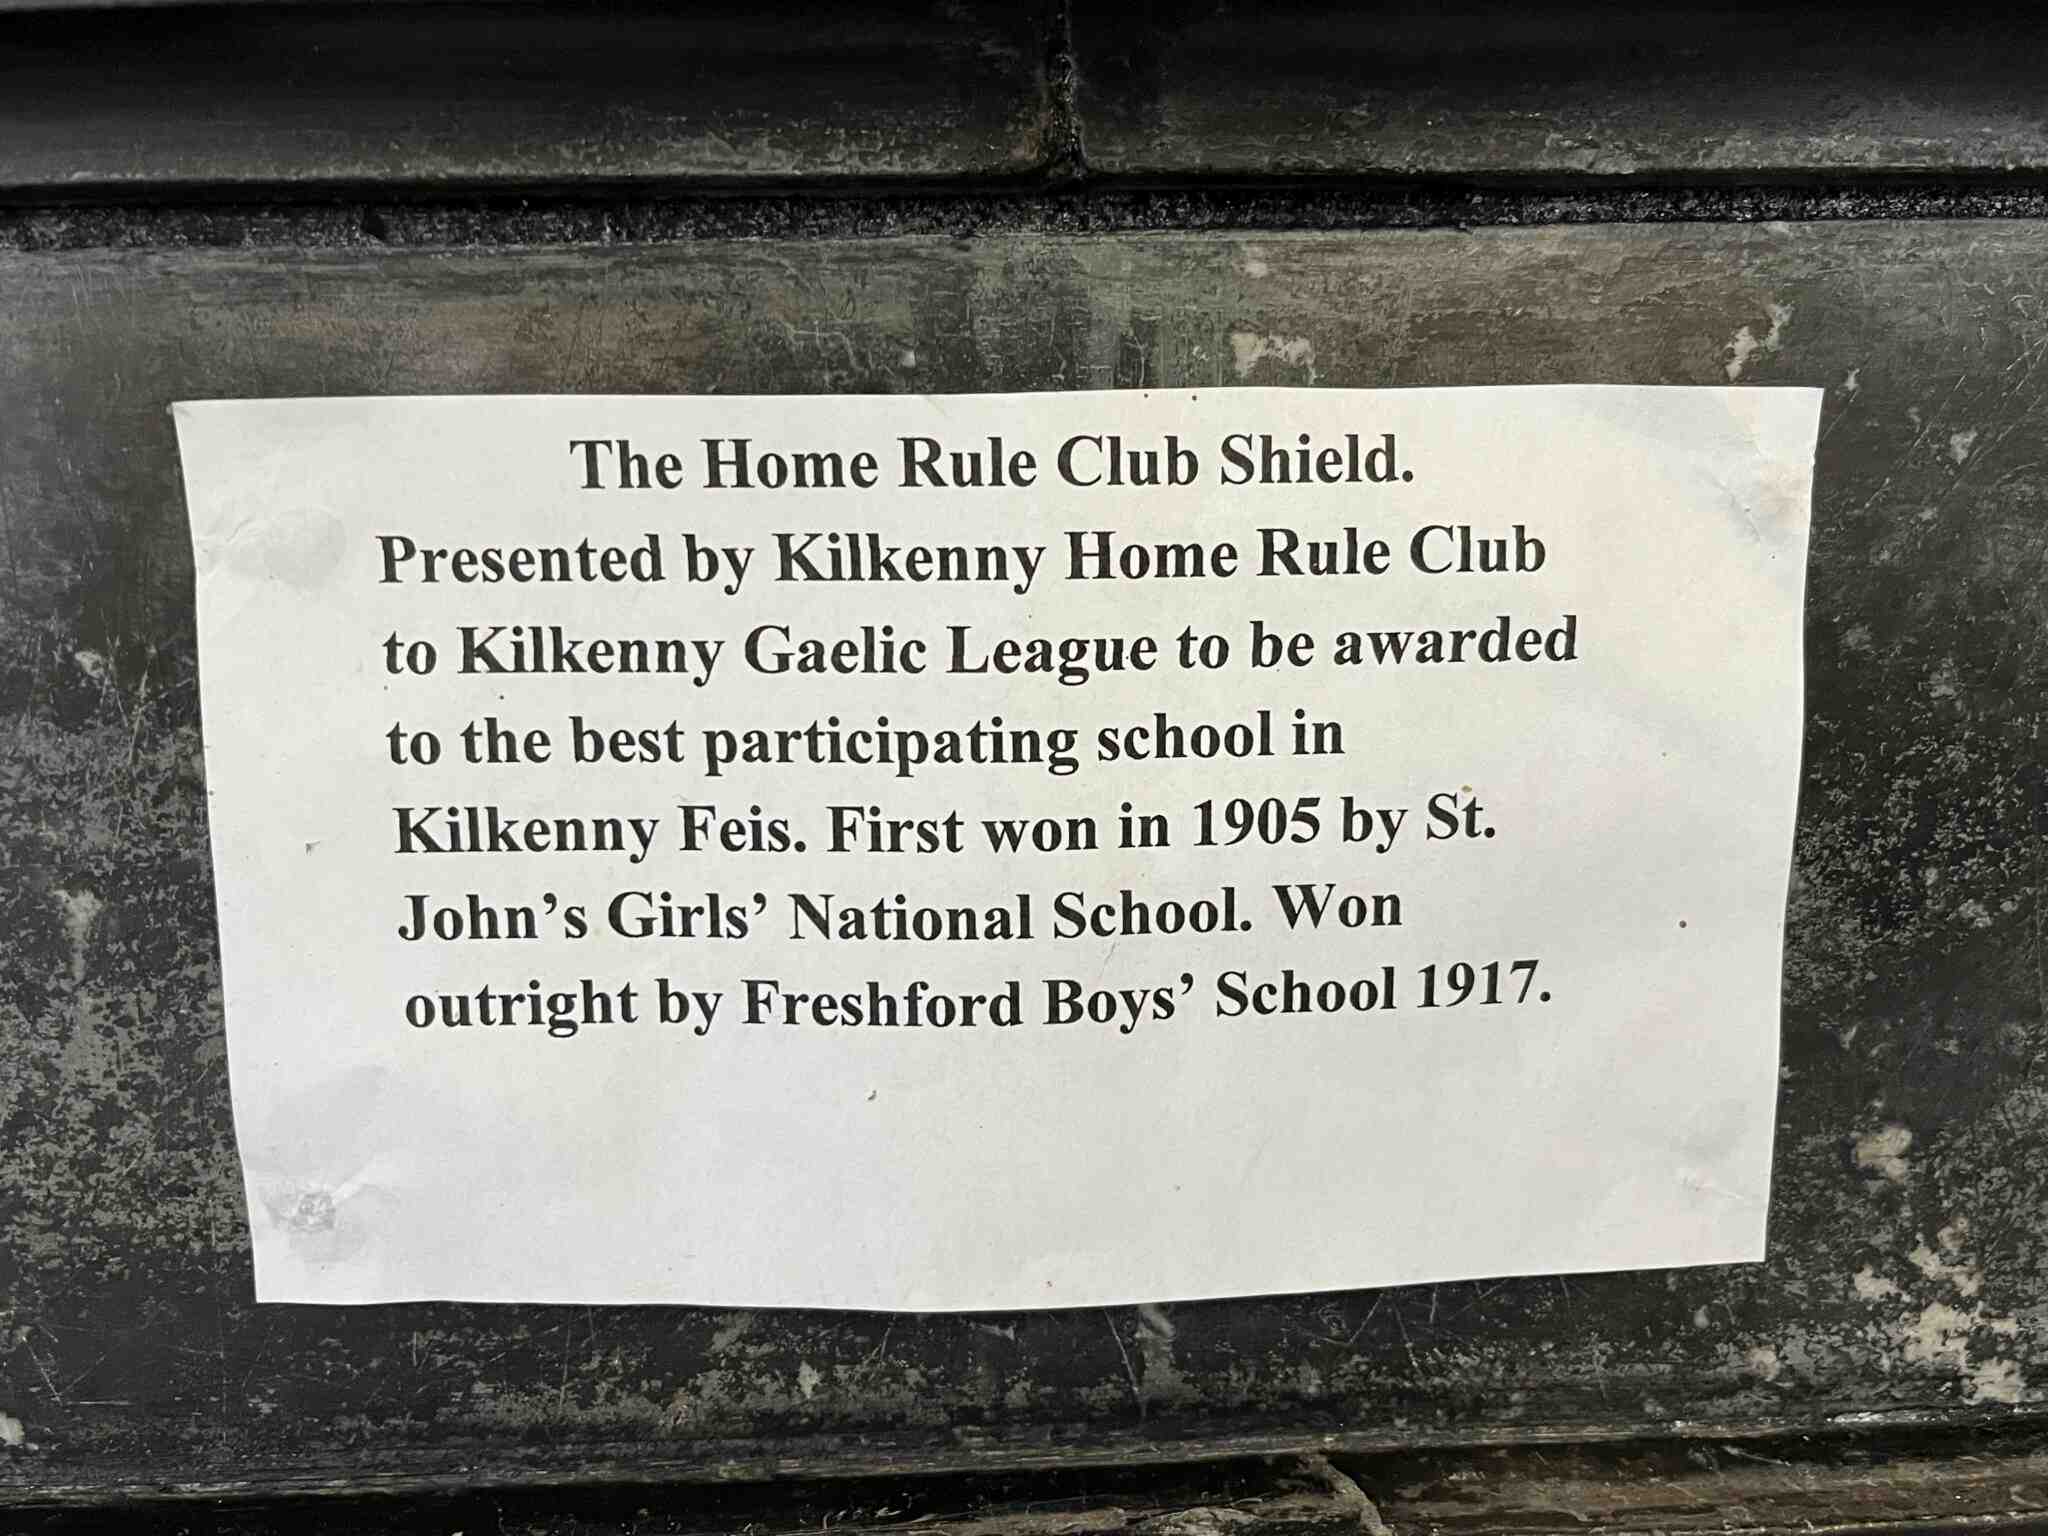 The Home Rule Club Shield.
Presented by Kilkenny Home Rule Club
to Kilkenny Gaelic League to be awarded
to the best participating school in
Kilkenny Feis. First won in 1905 by St.
John’s Girls’ National School. Won
outright by Freshford Boys’ School 1917.